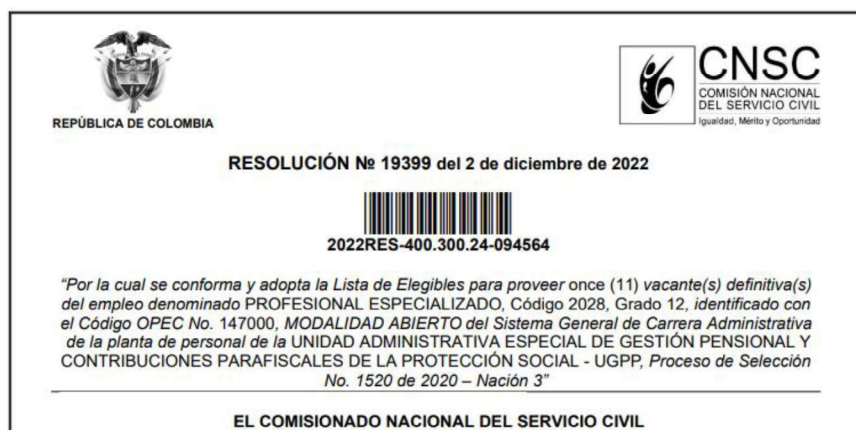 REPÚBLICA DE COLOMBIA
CNSC
COMISIÓN NACIONAL
DEL SERVICIO CIVIL
Igualdad, Mérito y Oportunidad
RESOLUCIÓN № 19399 del 2 de diciembre de 2022
2022RES-400.300.24-094564
“Por la cual se conforma y adopta la Lista de Elegibles para proveer once (11) vacante(s) definitiva(s)
del empleo denominado PROFESIONAL ESPECIALIZADO, Código 2028, Grado 12, identificado con
el Código OPEC No. 147000, MODALIDAD ABIERTO del Sistema General de Carrera Administrativa
de la planta de personal de la UNIDAD ADMINISTRATIVA ESPECIAL DE GESTIÓN PENSIONAL Y
CONTRIBUCIONES PARAFISCALES DE LA PROTECCIÓN SOCIAL - UGPP, Proceso de Selección
No. 1520 de 2020 – Nación 3”
EL COMISIONADO NACIONAL DEL SERVICIO CIVIL